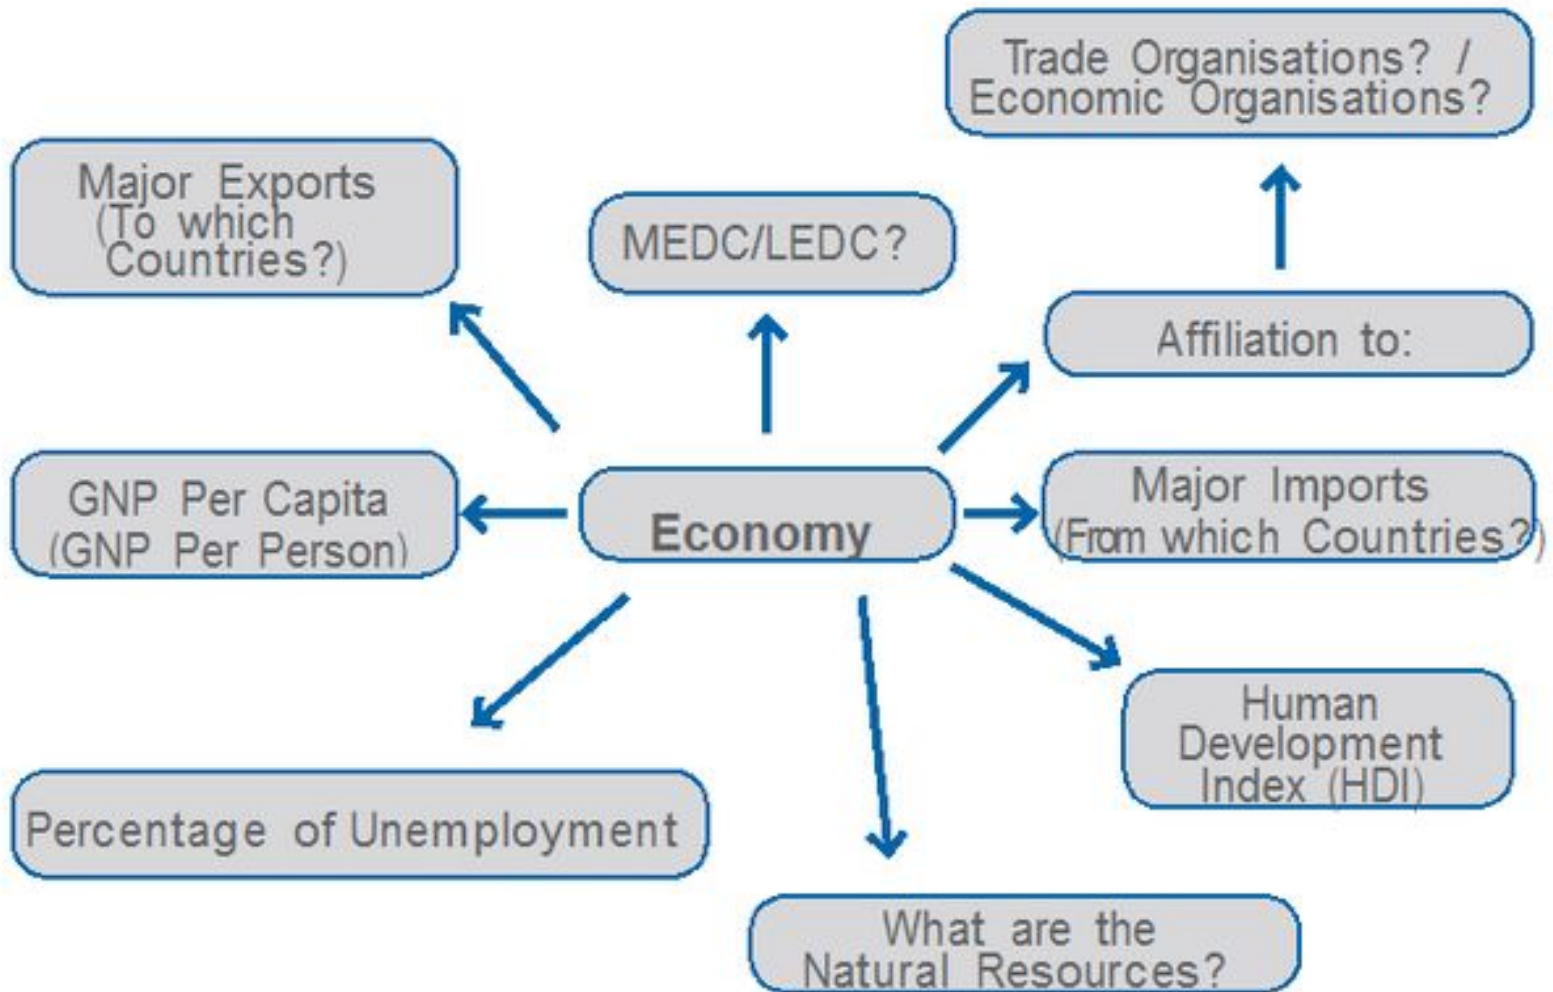 Trade Organisations? /
Economic Organisations?
Major Exports
(To which
Countries?)
MEDC/LEDC?
Affiliation to:
GNP Per Capita
(GNP Per Person)
Economy
Major Imports
(From which Countries?)
Human
Development
Index (HDI)
Percentage of Unemployment
What are the
Natural Resources?